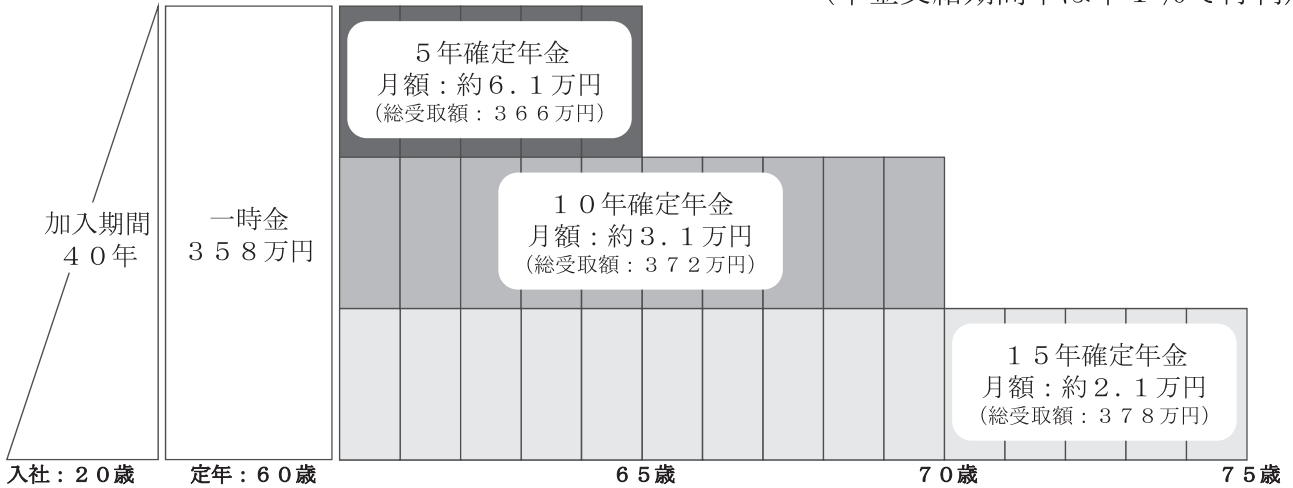 5年確定年金
月額：約6.1万円
（総受取額：366万円）
10年確定年金
月額：約3.1万円
（総受取額：372万円）
加入期間
40年
一時金
358万円
15年確定年金
月額：約2.1万円
（総受取額：378万円）
入社：20歳
定年：60歳
65歳
70歳
75歳